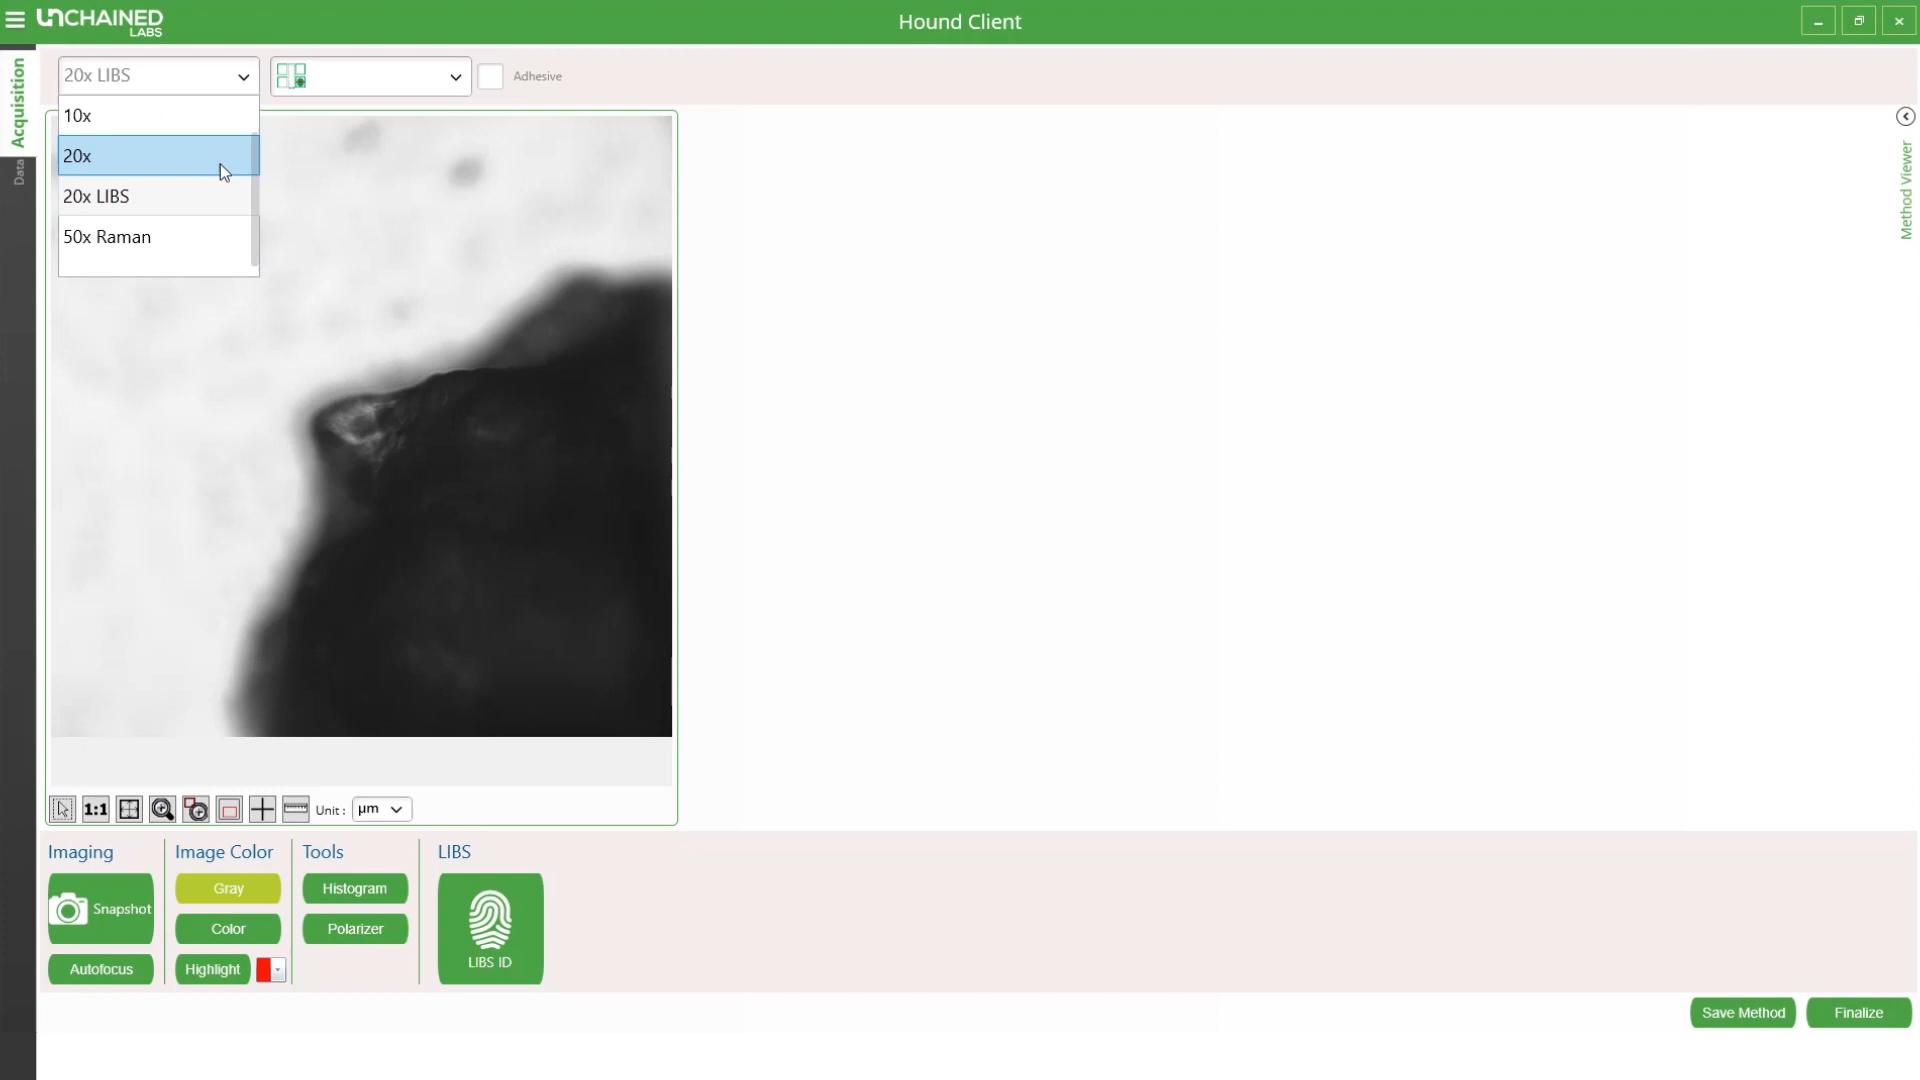 UNCHAINED
LABS
Hound Client
Acquisition
Data
20x LIBS
Adhesive
10x
20x
20x LIBS
50x Raman
Method Viewer
1:1
Unit :
µm
Imaging
Image Color
Tools
LIBS
Snapshot
Gray
Histogram
Color
Polarizer
LIBS ID
Autofocus
Highlight
Save Method
Finalize